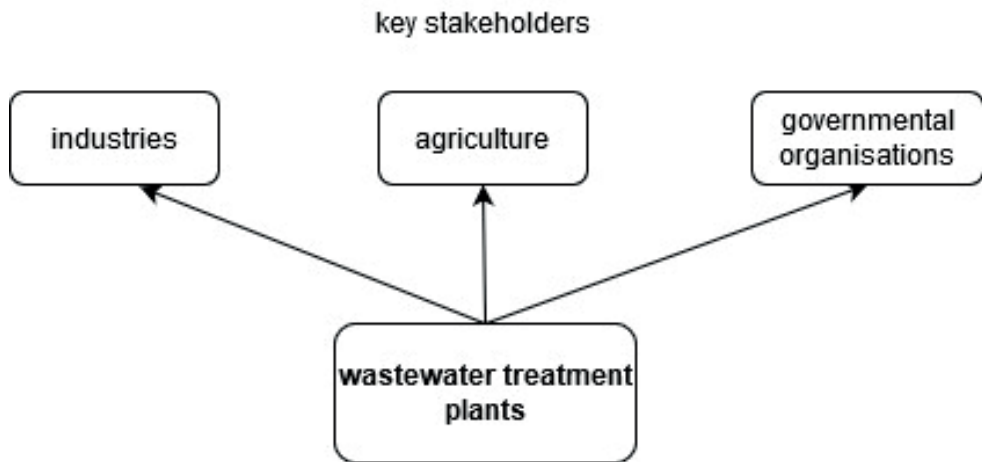 key stakeholders
industries
agriculture
governmental
organisations
wastewater treatment
plants